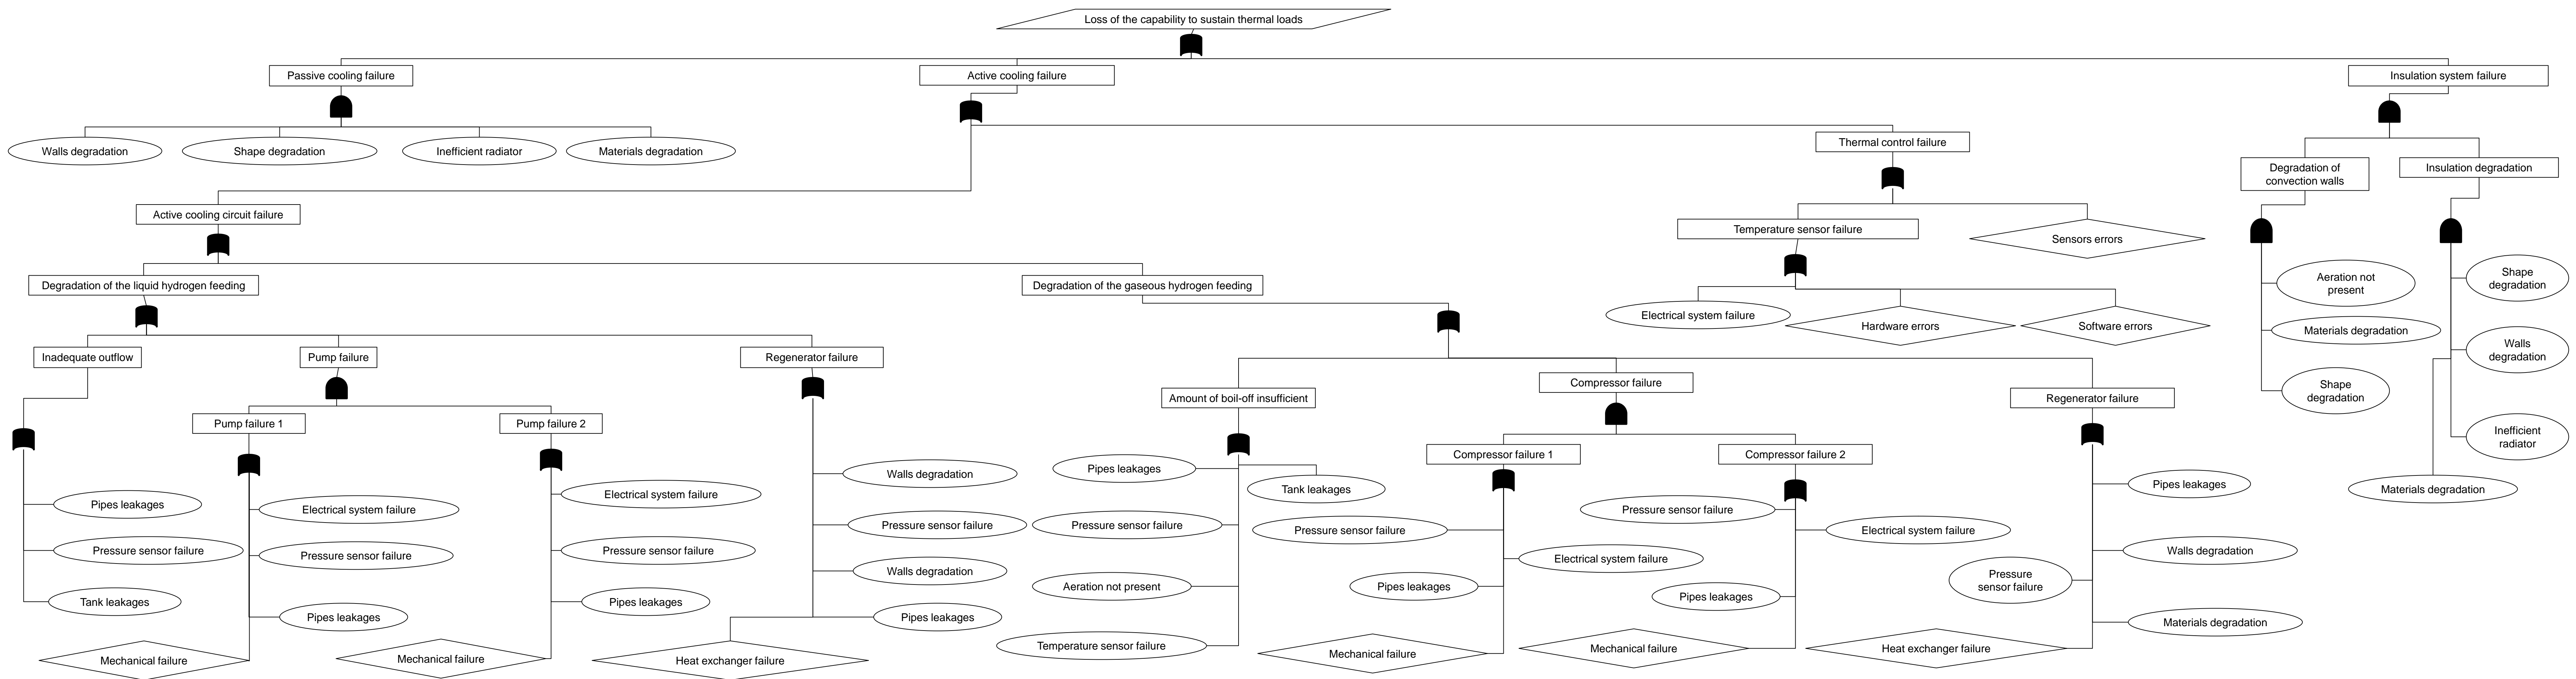 Loss of the capability to sustain thermal loads
Passive cooling failure
Active cooling failure
Insulation system failure
Walls degradation
Shape degradation
Inefficient radiator
Materials degradation
Thermal control failure
Degradation of
convection walls
Insulation degradation
Active cooling circuit failure
Temperature sensor failure
Sensors errors
Degradation of the liquid hydrogen feeding
Degradation of the gaseous hydrogen feeding
Electrical system failure
Hardware errors
Software errors
Aeration not
present
Materials degradation
Shape
degradation
Shape
degradation
Walls
degradation
Inefficient
radiator
Materials degradation
Inadequate outflow
Pump failure
Regenerator failure
Pump failure 1
Pump failure 2
Pipes leakages
Pressure sensor failure
Tank leakages
Electrical system failure
Pressure sensor failure
Pipes leakages
Mechanical failure
Electrical system failure
Pressure sensor failure
Pipes leakages
Mechanical failure
Walls degradation
Pressure sensor failure
Walls degradation
Pipes leakages
Heat exchanger failure
Amount of boil-off insufficient
Compressor failure
Regenerator failure
Pipes leakages
Tank leakages
Pressure sensor failure
Aeration not present
Temperature sensor failure
Compressor failure 1
Compressor failure 2
Pressure sensor failure
Electrical system failure
Pipes leakages
Mechanical failure
Pressure sensor failure
Electrical system failure
Pipes leakages
Mechanical failure
Pipes leakages
Walls degradation
Pressure
sensor failure
Materials degradation
Heat exchanger failure